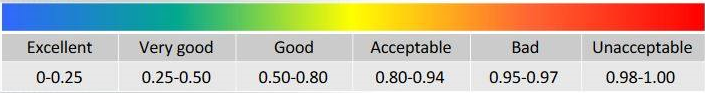 Excellent Very good Good Acceptable Bad Unacceptable
0-0.25 0.25-0.50 0.50-0.80 0.80-0.94 0.95-0.97 0.98-1.00